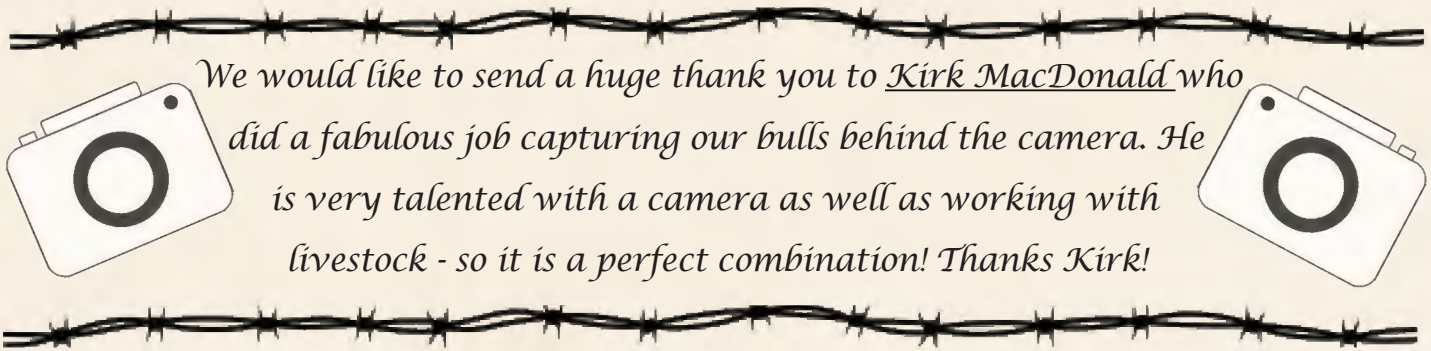 We would like to send a huge thank you to Kirk MacDonald who
did a fabulous job capturing our bulls behind the camera. He
is very talented with a camera as well as working with
livestock - so it is a perfect combination! Thanks Kirk!